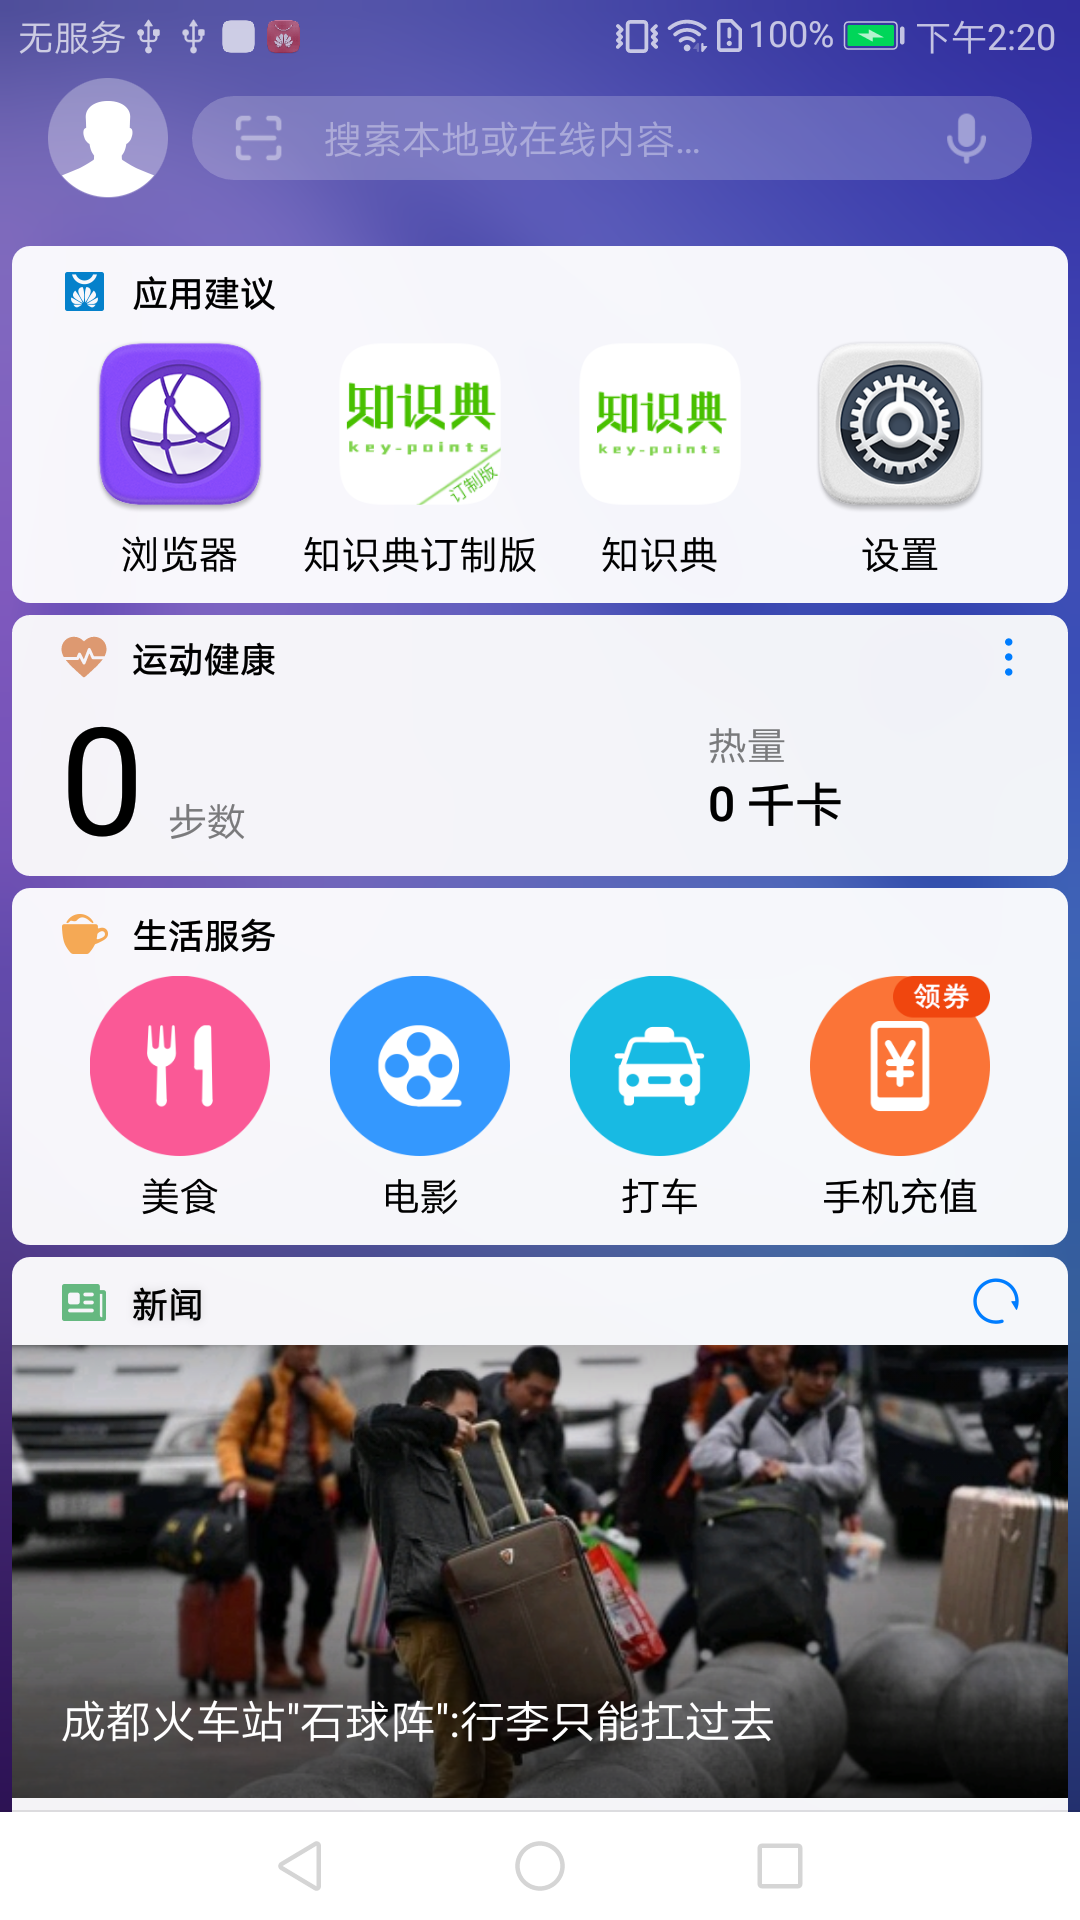 无服务 100% 下午2:20
搜索本地或在线内容...
应用建议
知识典
key-points
订制版
知识典
key-points
浏览器 知识典订制版 知识典 设置
运动健康
0 步数
热量
0 千卡
生活服务
领券
美食 电影 打车 手机充值
新闻
成都火车站"石球阵":行李只能扛过去